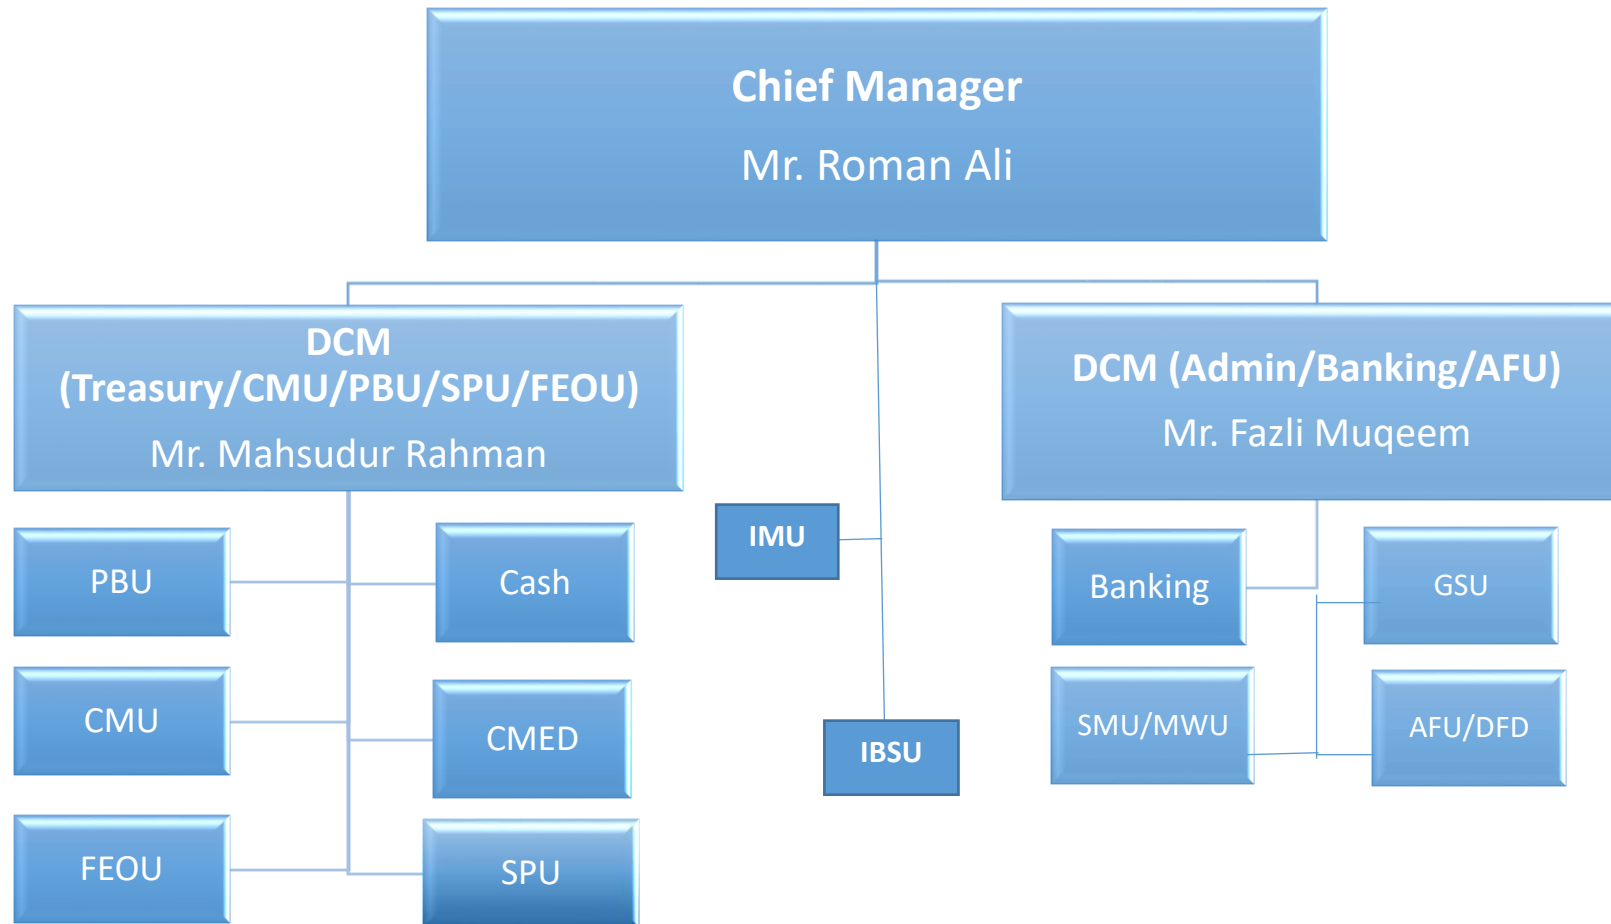 Chief Manager
Mr. Roman Ali
DCM
(Treasury/CMU/PBU/SPU/FEOU)
Mr. Mahsudur Rahman
DCM (Admin/Banking/AFU)
Mr. Fazli Muqeem
PBU
Cash
IMU
Banking
GSU
CMU
CMED
IBSU
SMU/MWU
AFU/DFD
FEOU
SPU